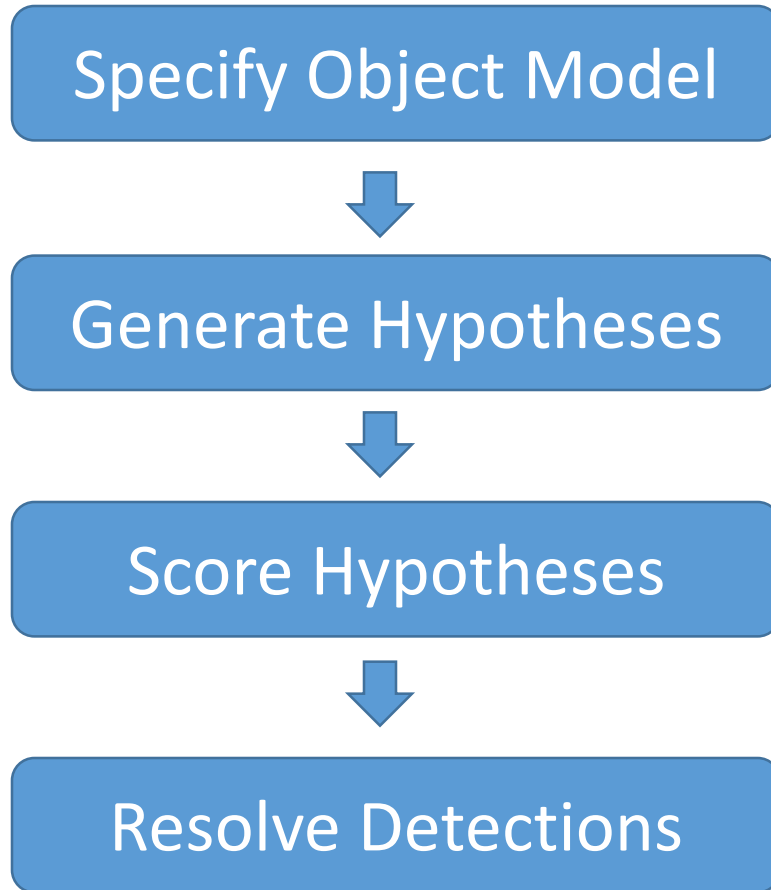 Specify Object Model
Generate Hypotheses
Score Hypotheses
Resolve Detections